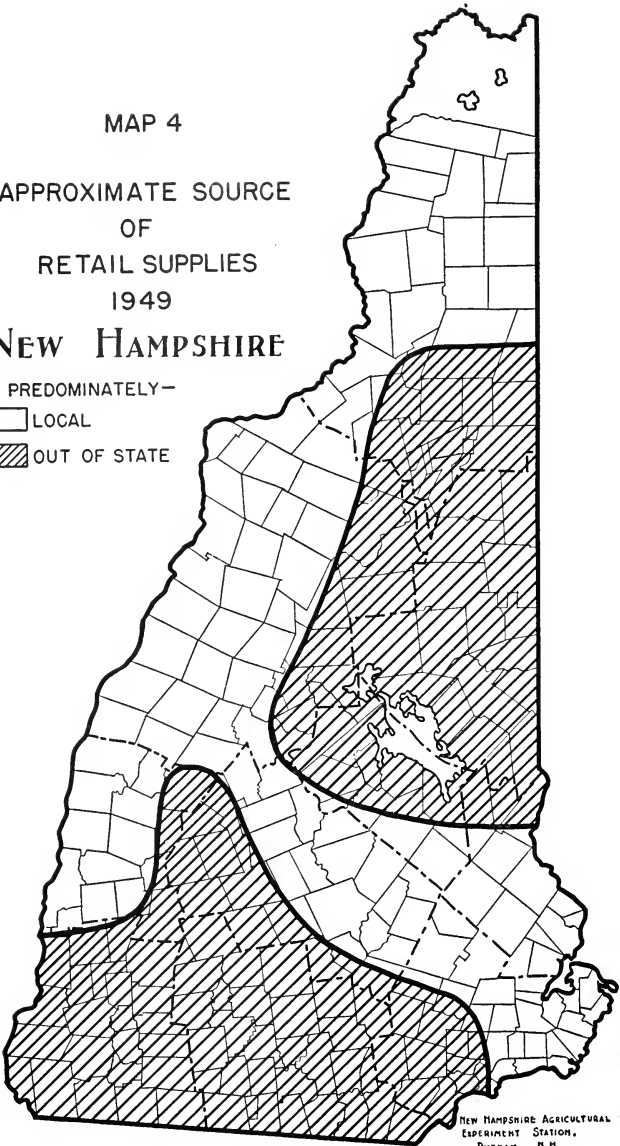 MAP 4
APPROXIMATE SOURCE
OF
RETAIL SUPPLIES
1949
NEW HAMPSHIRE
PREDOMINATELY—
LOCAL
OUT OF STATE
NEW HAMPSHIRE AGRICULTURAL
EXPERIMENT STATION,
DURHAM, N.H.